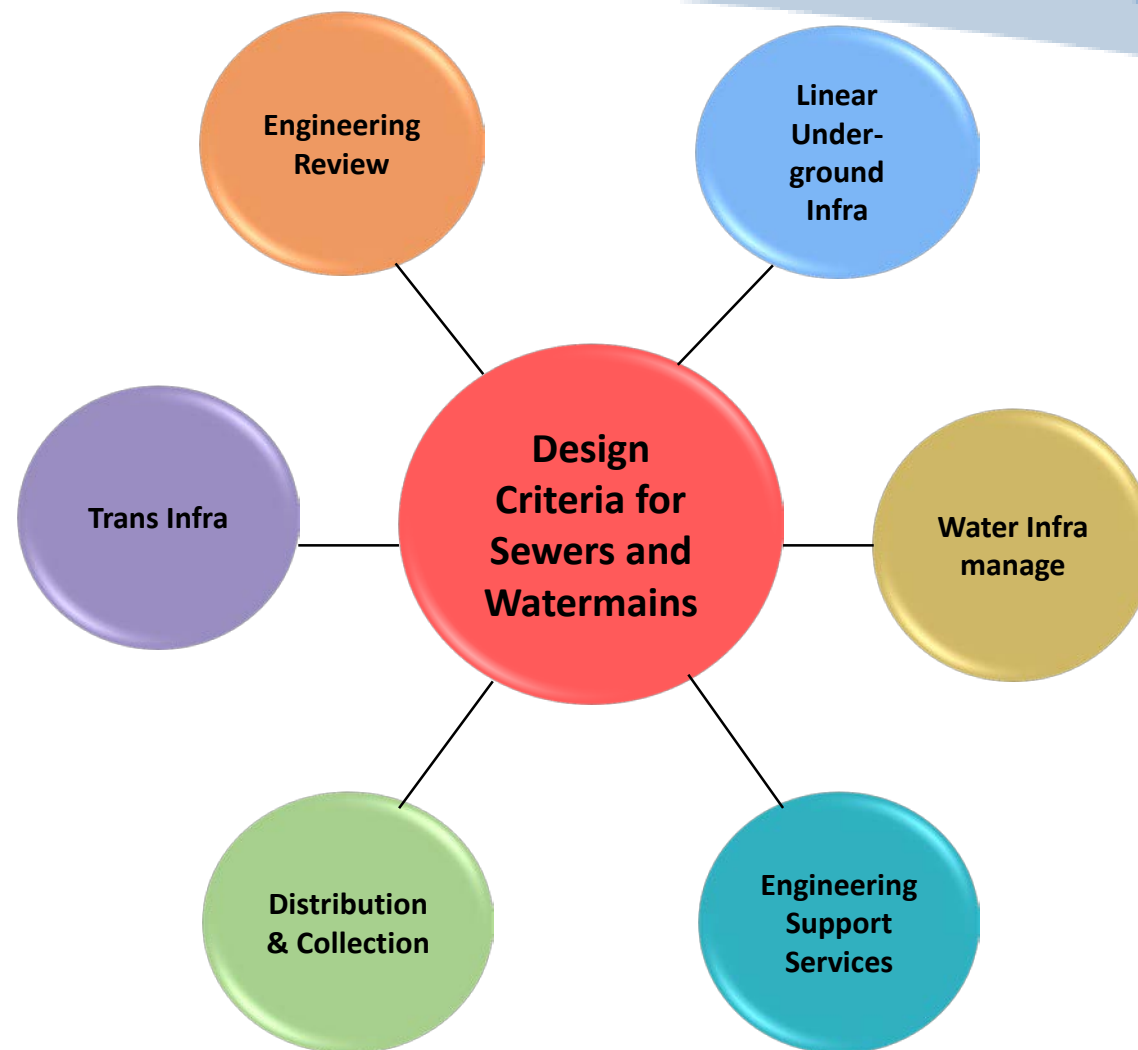 Engineering
Review
Linear
Under-
ground
Infra
Trans Infra
Design
Criteria for
Sewers and
Watermains
Water Infra
manage
Distribution
& Collection
Engineering
Support
Services